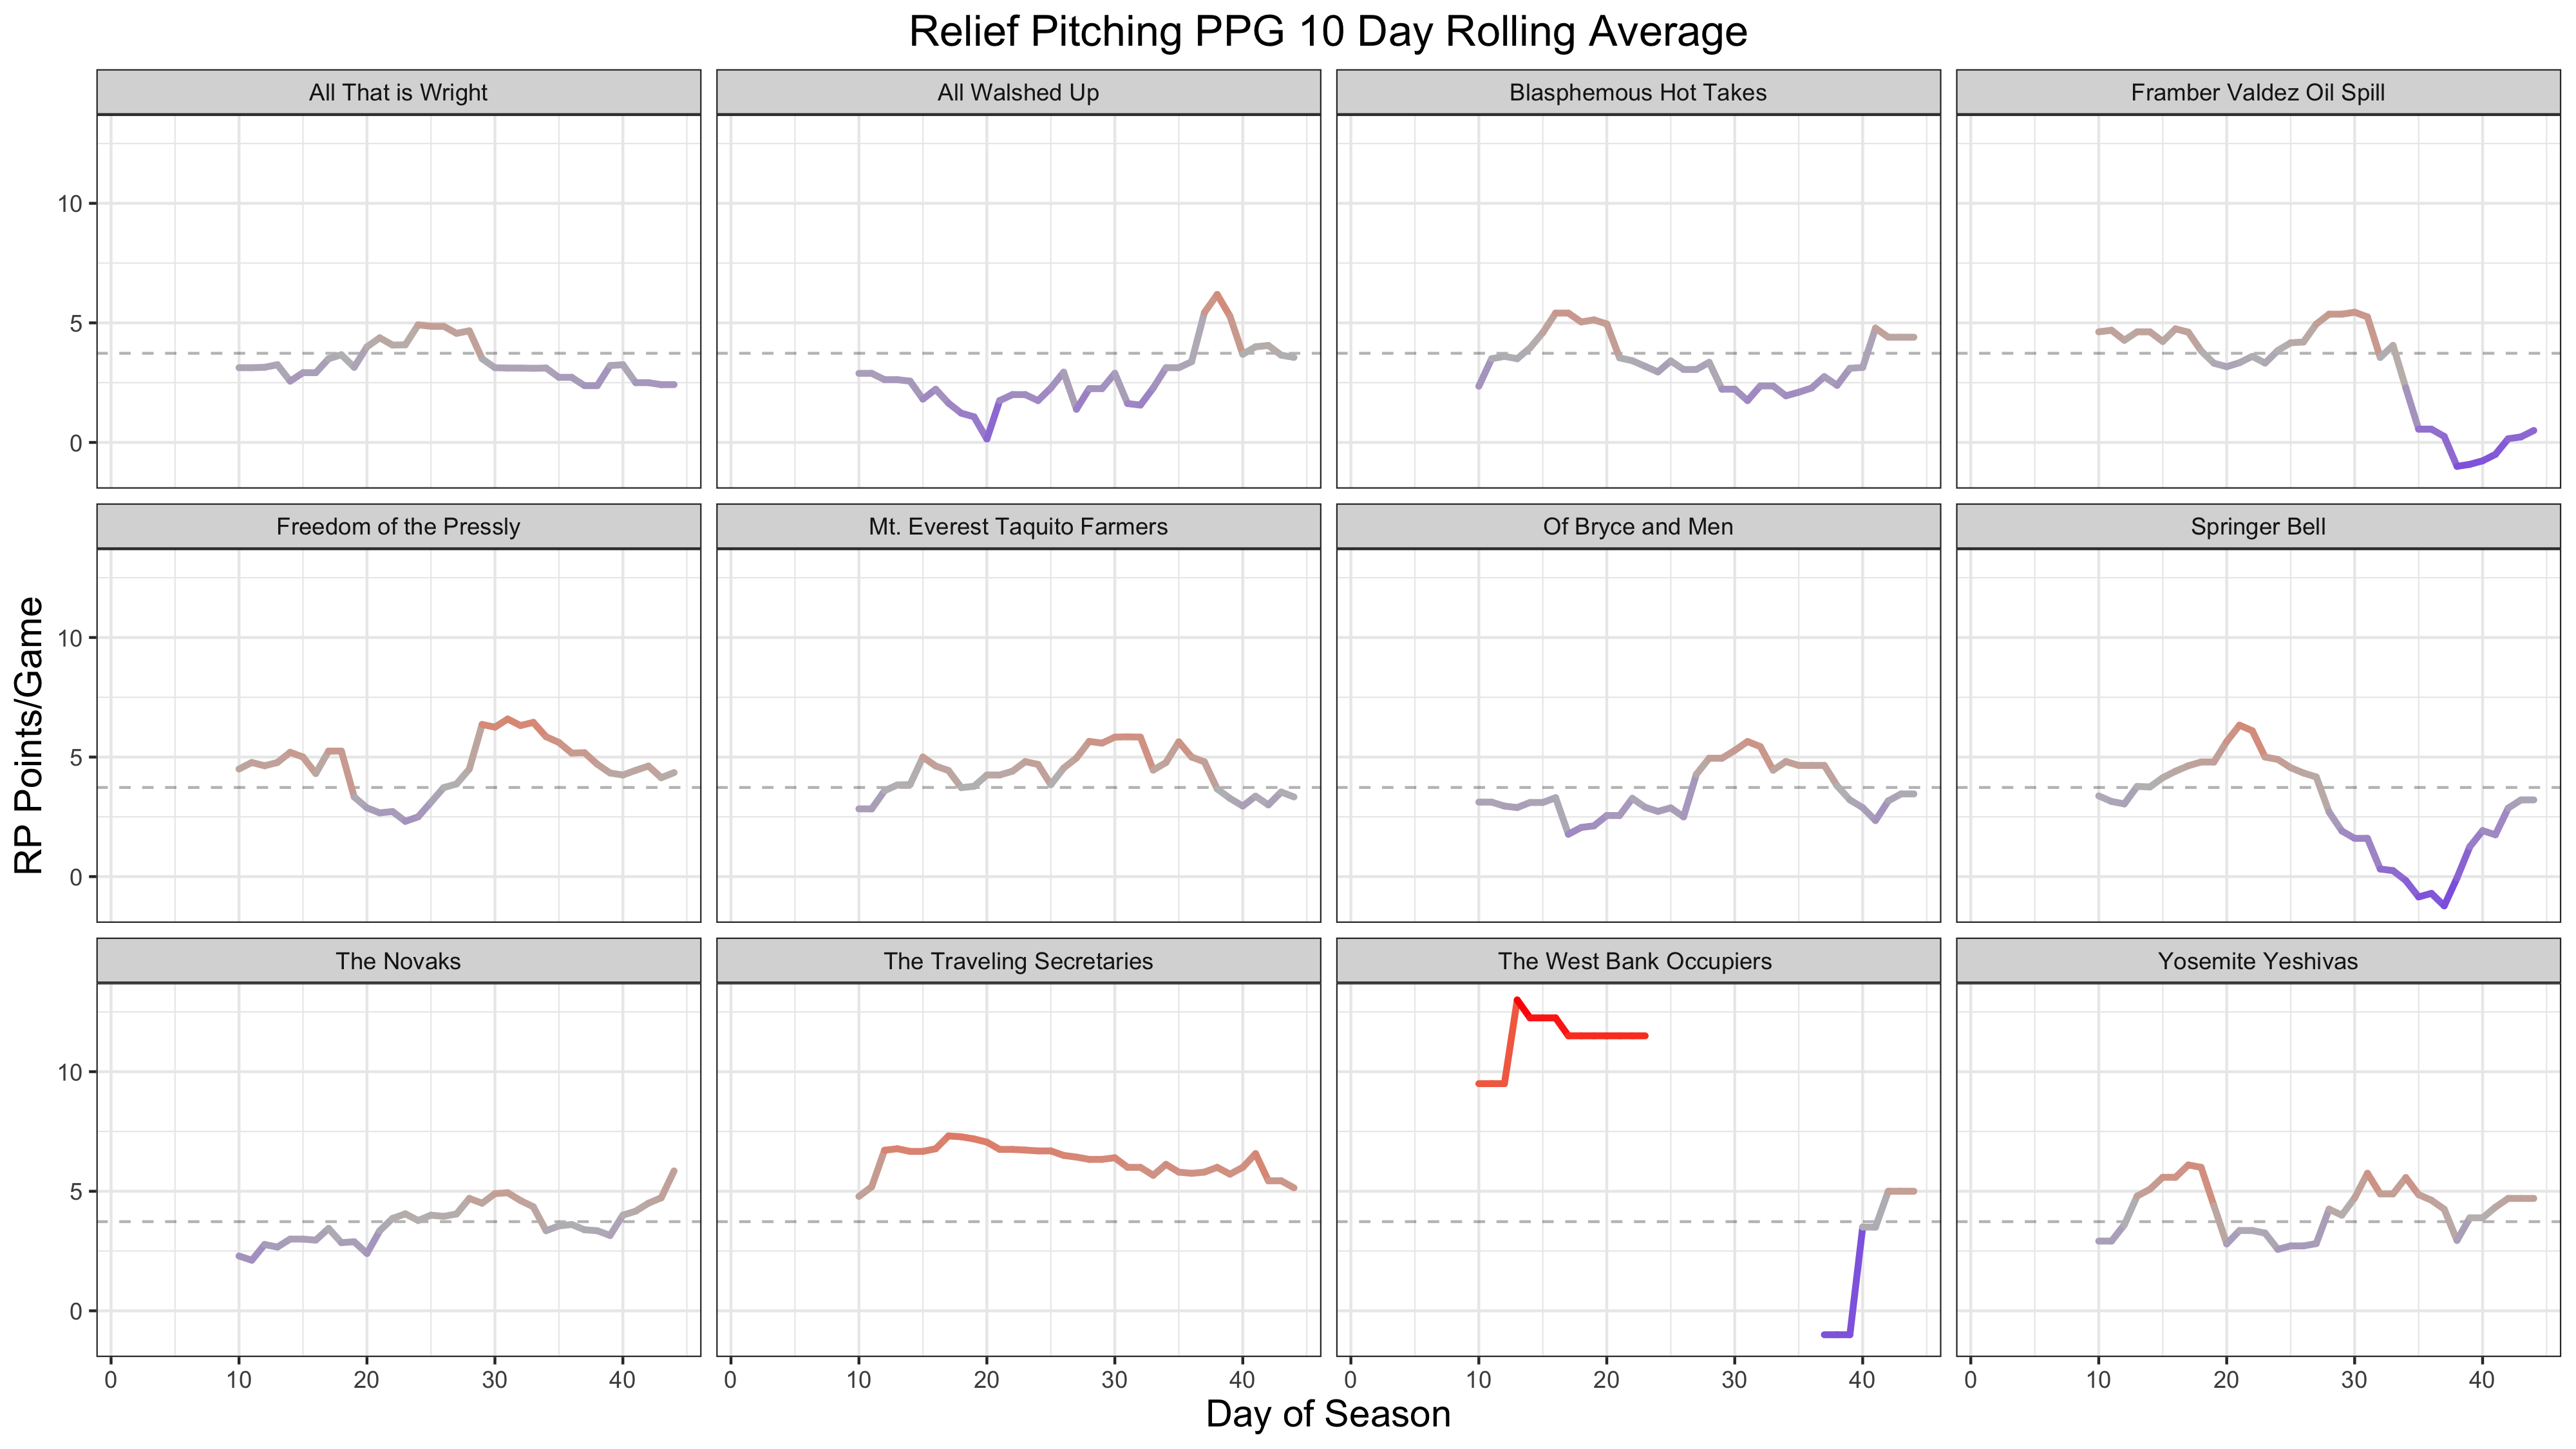 Relief Pitching PPG 10 Day Rolling Average
All That is Wright
All Walshed Up
Blasphemous Hot Takes
Framber Valdez Oil Spill
10
5
0
Freedom of the Pressly
Mt. Everest Taquito Farmers
Of Bryce and Men
Springer Bell
10
5
0
RP Points/Game
The Novaks
The Traveling Secretaries
The West Bank Occupiers
Yosemite Yeshivas
10
5
0
0 10 20 30 40
0 10 20 30 40
0 10 20 30 40
0 10 20 30 40
Day of Season